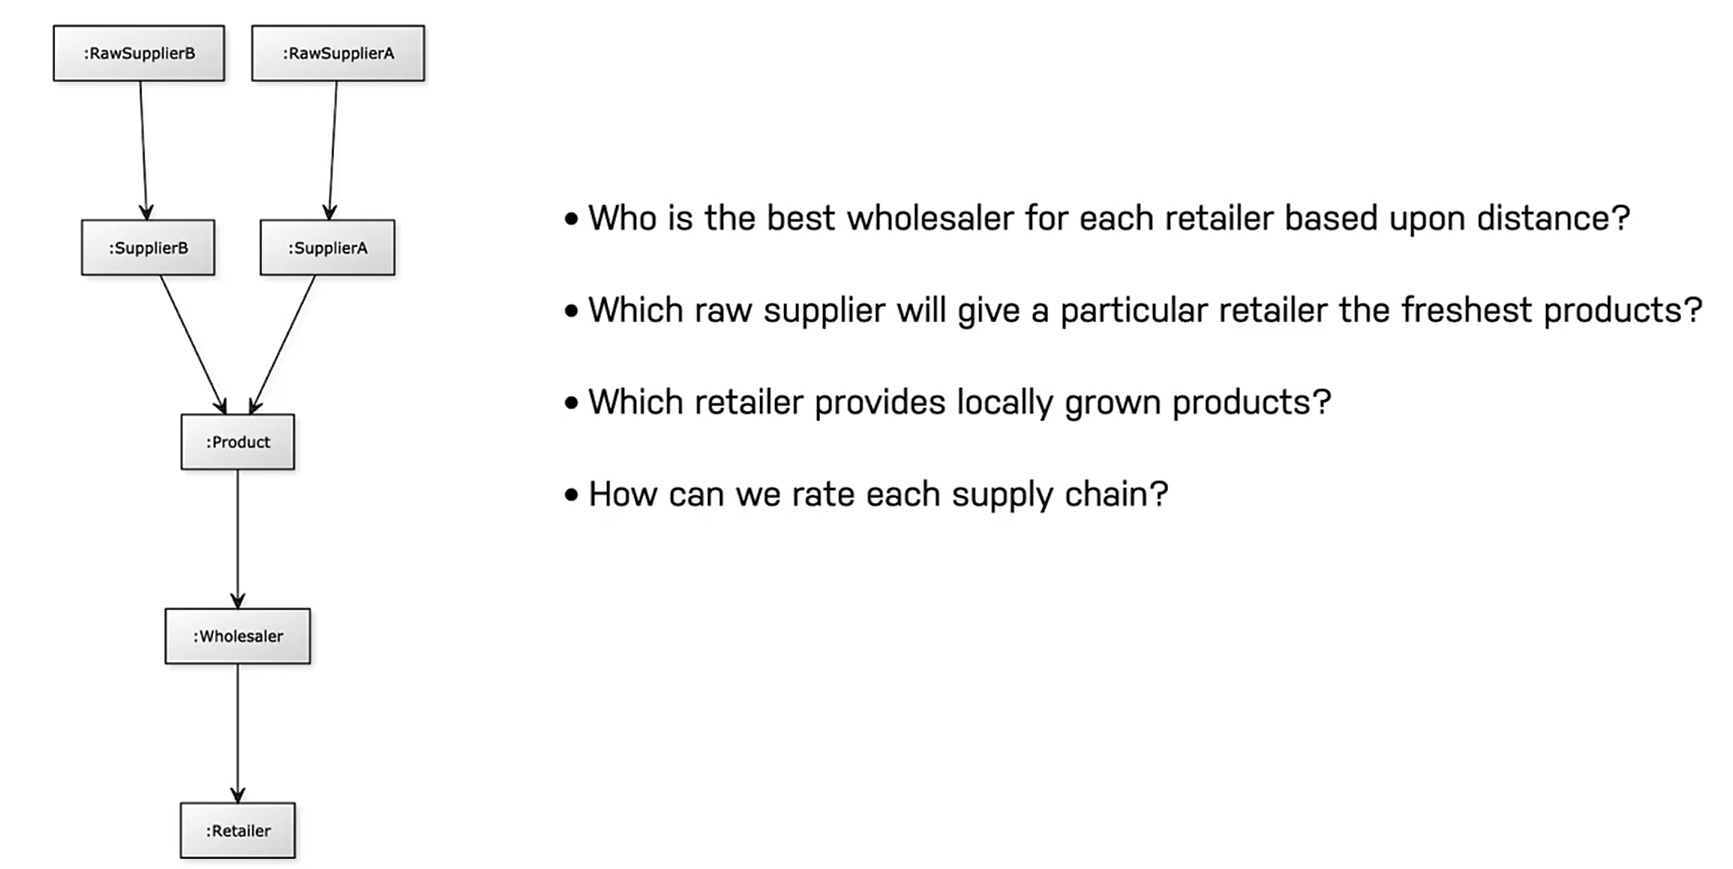 :RawSupplierB
:RawSupplierA
:SupplierB
:SupplierA
:Product
:Wholesaler
:Retailer
• Who is the best wholesaler for each retailer based upon distance?
• Which raw supplier will give a particular retailer the freshest products?
• Which retailer provides locally grown products?
• How can we rate each supply chain?